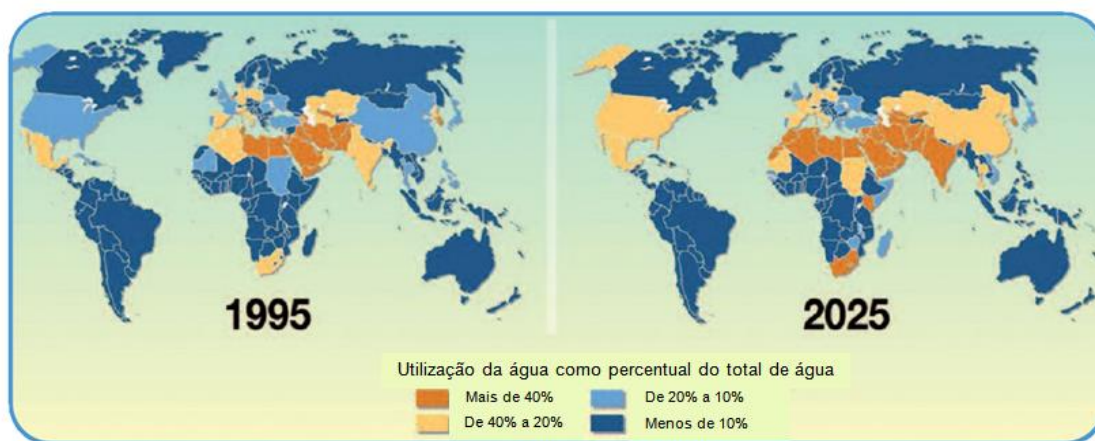 1995
2025
Utilização da água como percentual do total de água
Mais de 40%
De 20% a 10%
De 40% a 20%
Menos de 10%